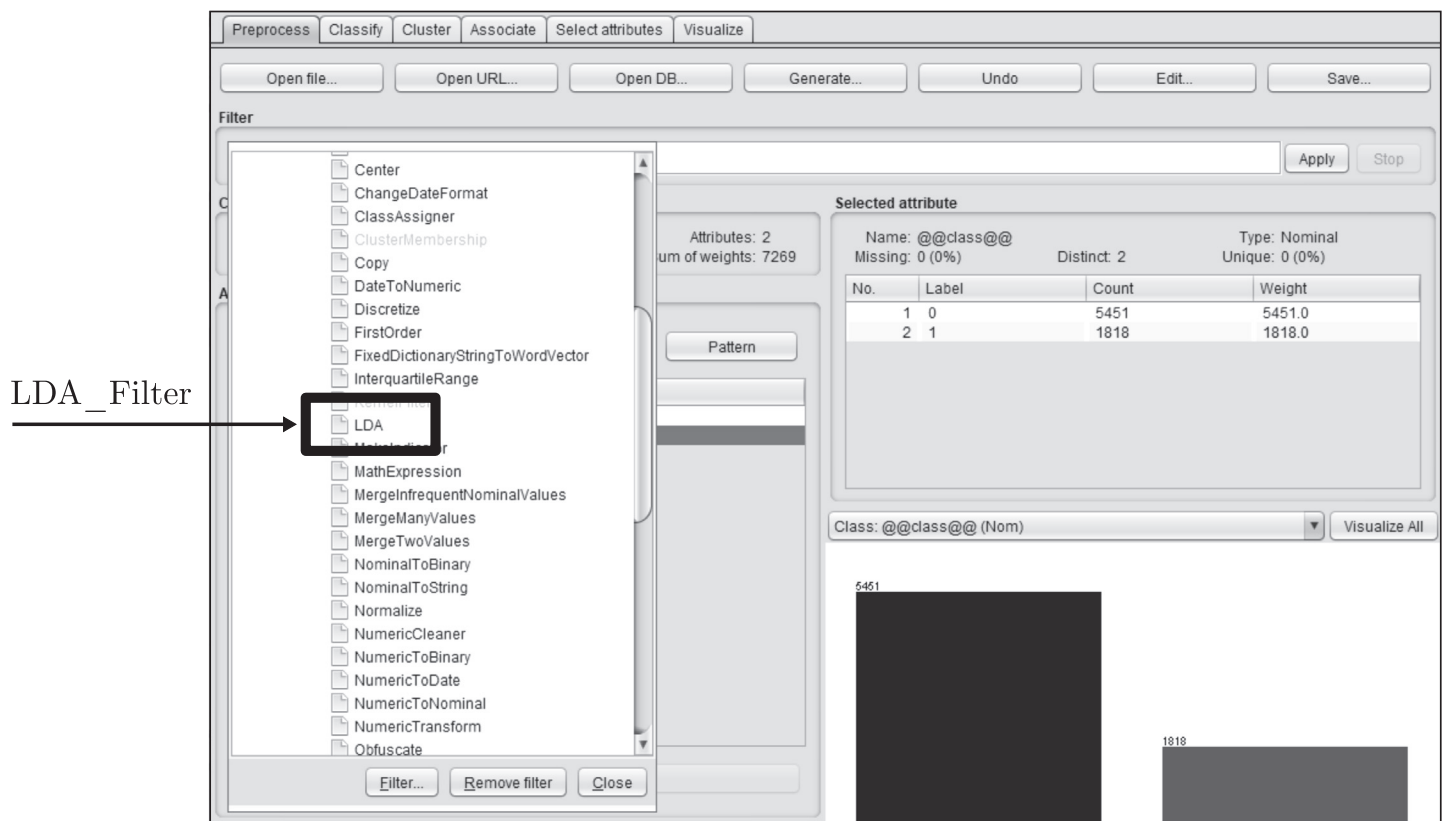 Preprocess Classify Cluster Associate Select attributes Visualize
Open file... Open URL... Open DB... Generate... Undo Edit... Save...
Filter
Apply Stop
Center
ChangeDateFormat
ClassAssigner
ClusterMembership
Copy
DateToNumeric
Discretize
FirstOrder
FixedDictionaryStringToWordVector
InterquartileRange
LDA_Filter
LDA
MathExpression
MergeInfrequentNominalValues
MergeManyValues
MergeTwoValues
NominalToBinary
NominalToString
Normalize
NumericCleaner
NumericToBinary
NumericToDate
NumericToNominal
NumericTransform
Obfuscate
Filter... Remove filter Close
C
Attributes: 2
um of weights: 7269
A
Pattern
Selected attribute
Name: @@class@@ Type: Nominal
Missing: 0 (0%) Distinct: 2 Unique: 0 (0%)
No. Label Count Weight
1 0 5451 5451.0
2 1 1818 1818.0
Class: @@class@@ (Nom) Visualize All
5451
1818